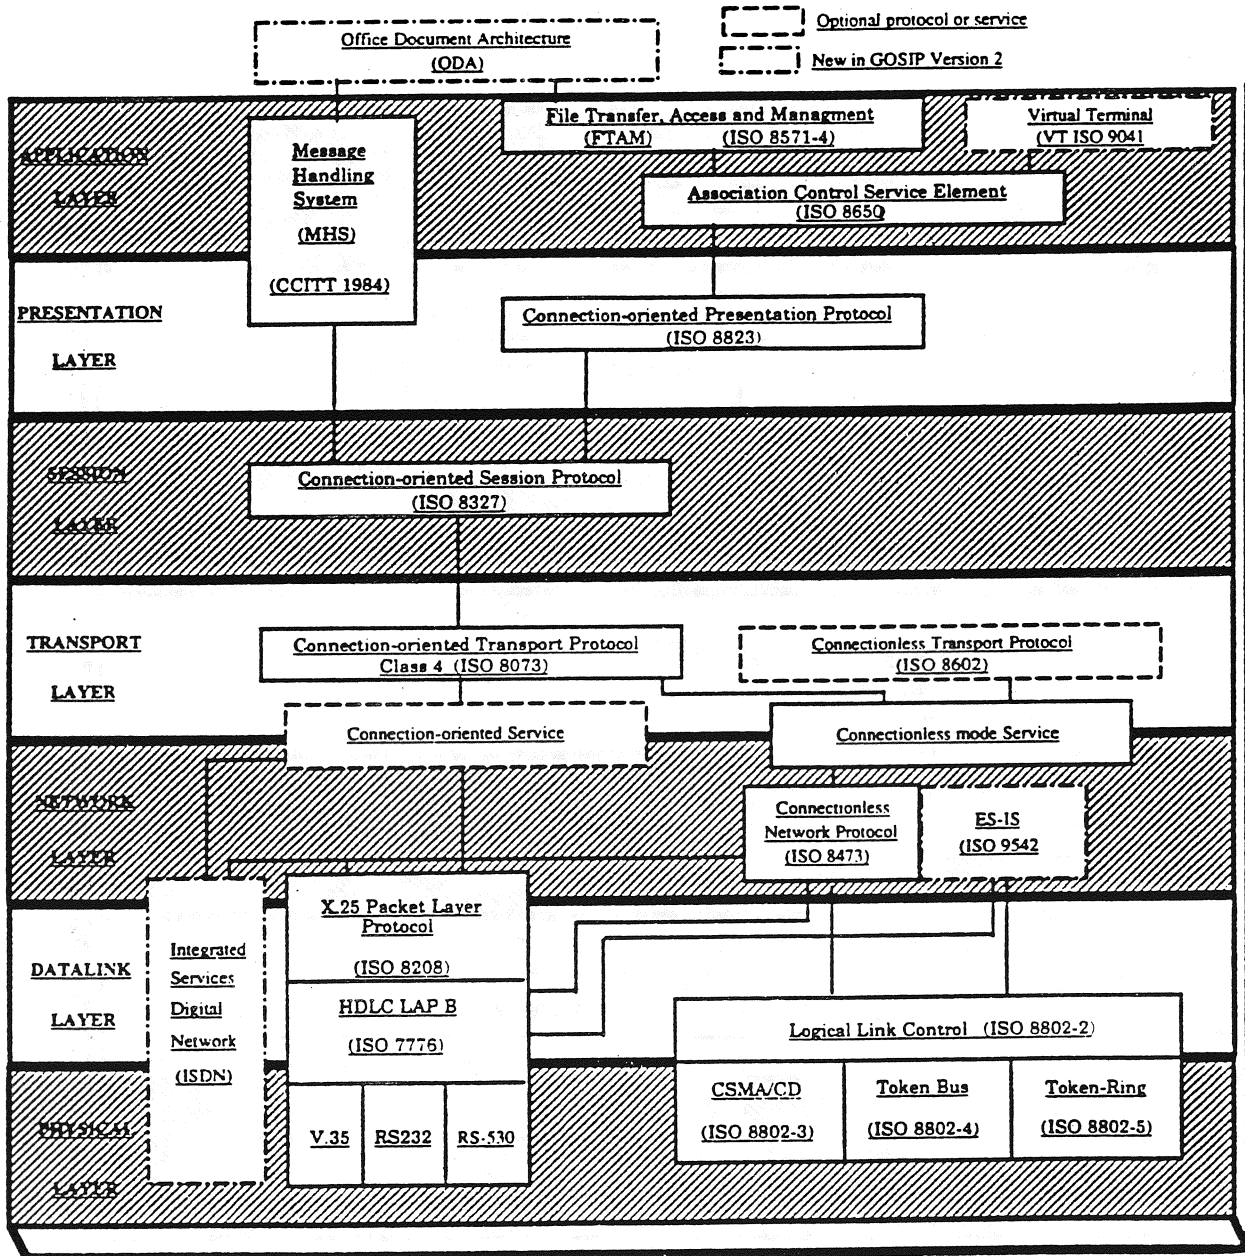 Optional protocol or service
New in GOSIP Version 2
Office Document Architecture
(ODA)
APPLICATION
LAYER
Message
Handling
System
(MHS)
(CCITT 1984)
File Transfer, Access and Managment
(FTAM) (ISO 8571-4)
Virtual Terminal
(VT ISO 9041
Association Control Service Element
(ISO 8650
PRESENTATION
LAYER
Connection-oriented Presentation Protocol
(ISO 8823)
SESSION
LAYER
Connection-oriented Session Protocol
(ISO 8327)
TRANSPORT
LAYER
Connection-oriented Transport Protocol
Class 4 (ISO 8073)
Connectionless Transport Protocol
(ISO 8602)
Connection-oriented Service
Connectionless mode Service
NETWORK
LAYER
Connectionless
Network Protocol
(ISO 8473)
ES-IS
(ISO 9542
DATALINK
LAYER
Integrated
Services
Digital
Network
(ISDN)
X.25 Packet Layer
Protocol
(ISO 8208)
HDLC LAP B
(ISO 7776)
Logical Link Control (ISO 8802-2)
PHYSICAL
LAYER
V.35
RS232
RS-530
CSMA/CD
(ISO 8802-3)
Token Bus
(ISO 8802-4)
Token-Ring
(ISO 8802-5)